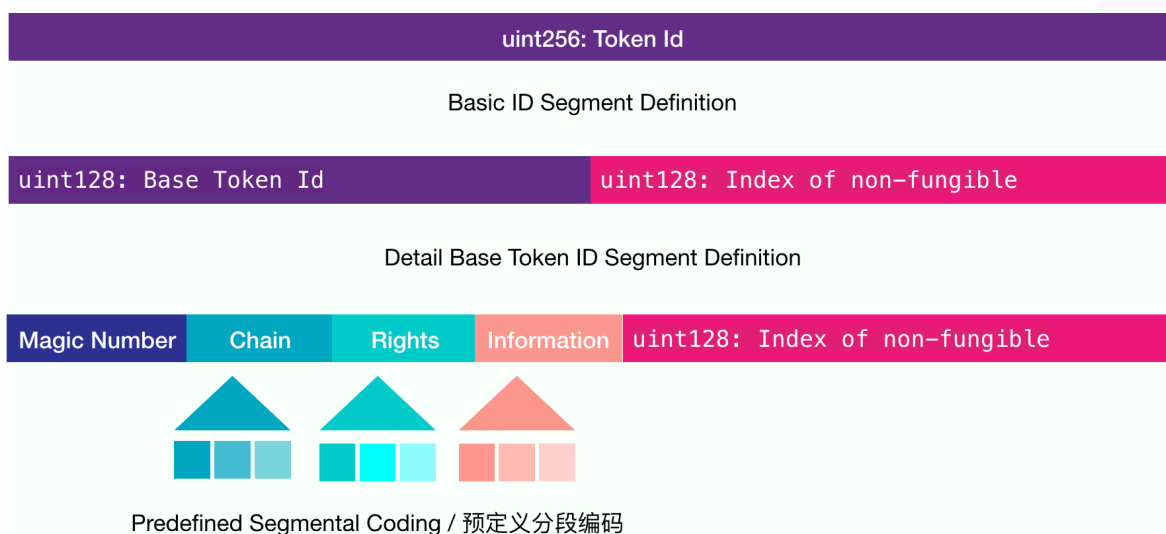 uint256: Token Id
Basic ID Segment Definition
uint128: Base Token Id uint128: Index of non-fungible
Detail Base Token ID Segment Definition
Magic Number Chain Rights Information uint128: Index of non-fungible
Predefined Segmental Coding / 预定义分段编码